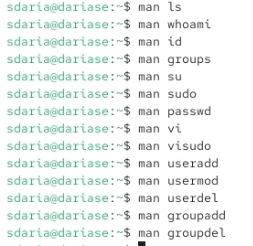 sdaria@dariase:~$ man ls
sdaria@dariase:~$ man whoami
sdaria@dariase:~$ man id
sdaria@dariase:~$ man groups
sdaria@dariase:~$ man su
sdaria@dariase:~$ man sudo
sdaria@dariase:~$ man passwd
sdaria@dariase:~$ man vi
sdaria@dariase:~$ man visudo
sdaria@dariase:~$ man useradd
sdaria@dariase:~$ man usermod
sdaria@dariase:~$ man userdel
sdaria@dariase:~$ man groupadd
sdaria@dariase:~$ man groupdel
sdaria@dariase:~$